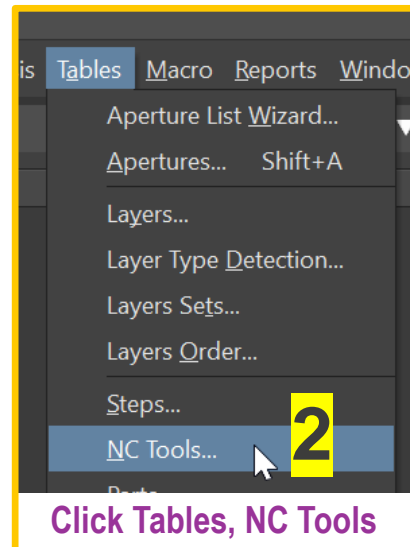 is Tables Macro Reports Windo
Aperture List Wizard...
Apertures... Shift+A
Layers...
Layer Type Detection...
Layers Sets...
Layers Order...
Steps...
NC Tools... 2
Click Tables, NC Tools